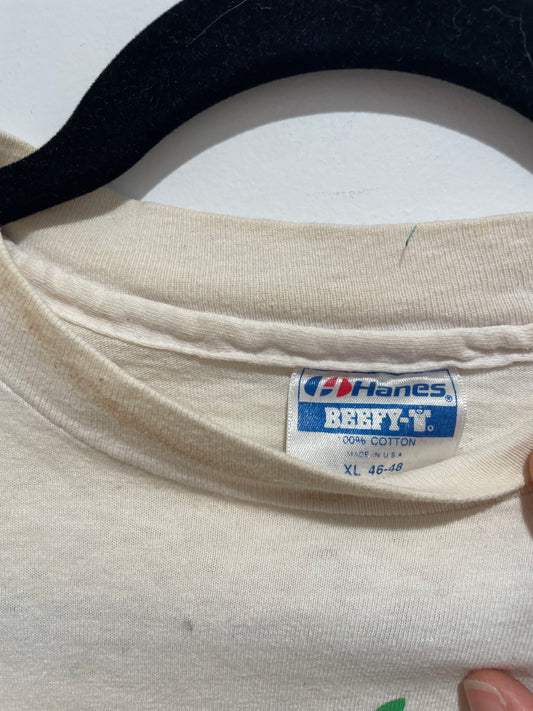 Hanes®
BEEFY-T®
100% COTTON
MADE IN U S A
XL 46-48